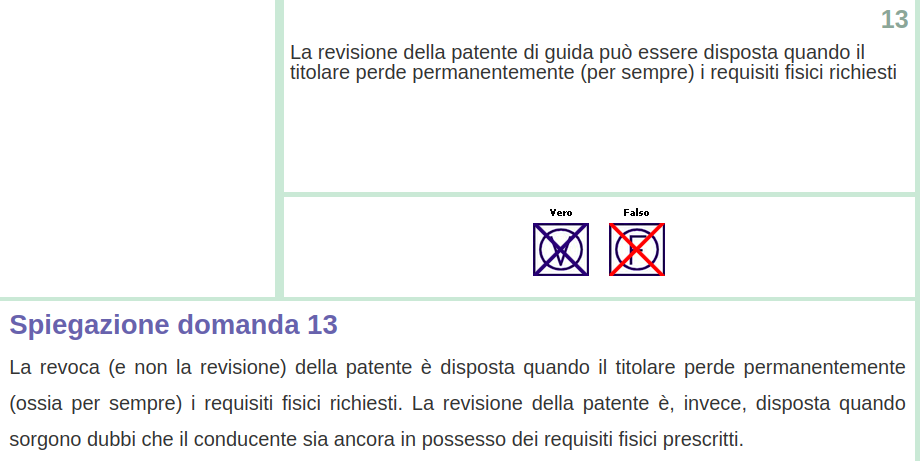 13
La revisione della patente di guida può essere disposta quando il
titolare perde permanentemente (per sempre) i requisiti fisici richiesti
Vero Falso
V F
Spiegazione domanda 13
La revoca (e non la revisione) della patente è disposta quando il titolare perde permanentemente
(ossia per sempre) i requisiti fisici richiesti. La revisione della patente è, invece, disposta quando
sorgono dubbi che il conducente sia ancora in possesso dei requisiti fisici prescritti.